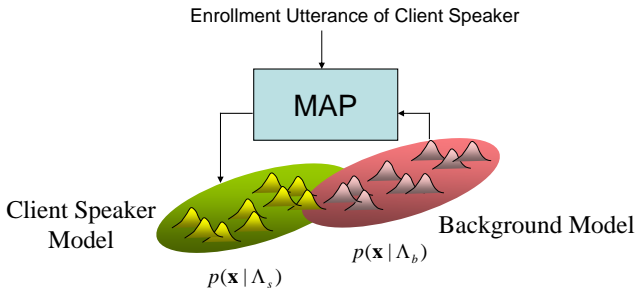 Enrollment Utterance of Client Speaker
MAP
Client Speaker
Model
Background Model
p(x | Λ_b)
p(x | Λ_s)